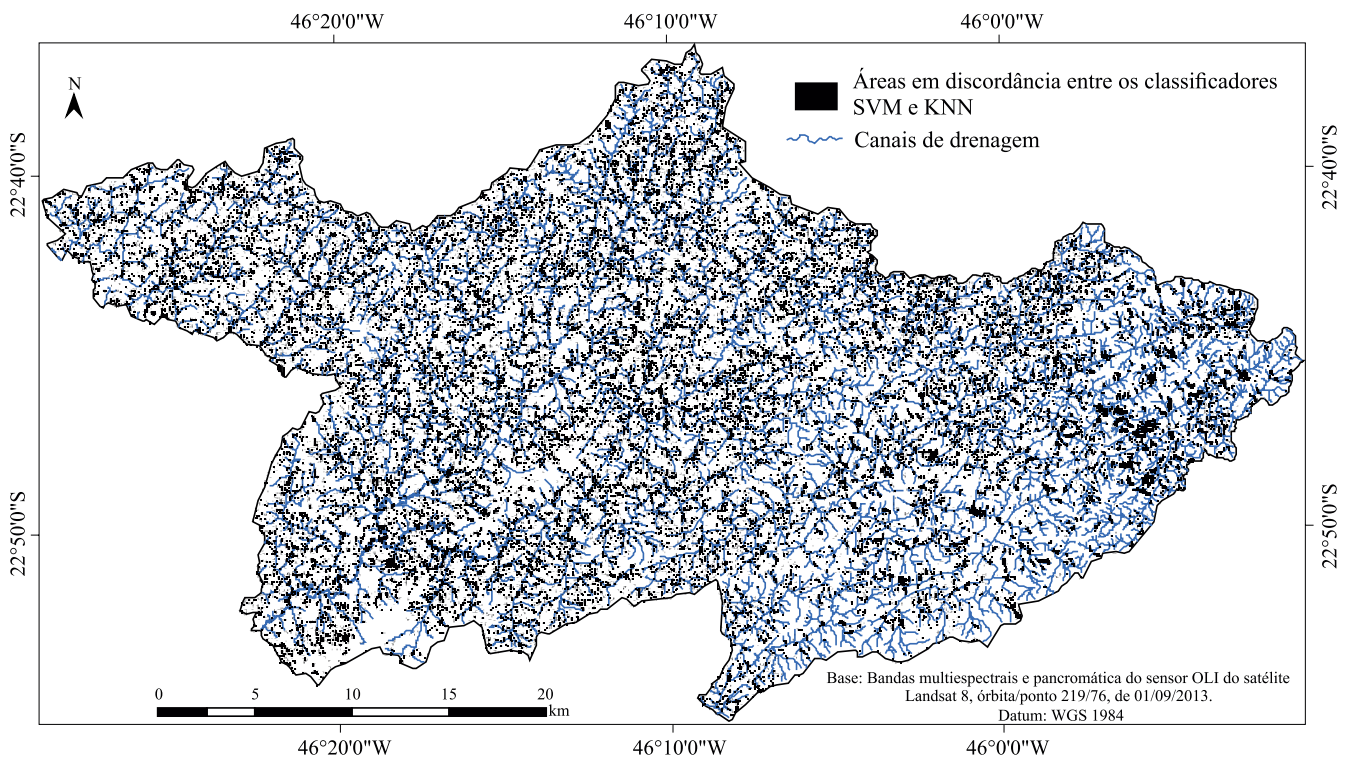 46°20'0"W
46°10'0"W
46°0'0"W
N
Áreas em discordância entre os classificadores
SVM e KNN
Canais de drenagem
22°40'0"S
22°40'0"S
22°50'0"S
22°50'0"S
0
5
10
15
20
km
Base: Bandas multiespectrais e pancromática do sensor OLI do satélite
Landsat 8, órbita/ponto 219/76, de 01/09/2013.
Datum: WGS 1984
46°20'0"W
46°10'0"W
46°0'0"W